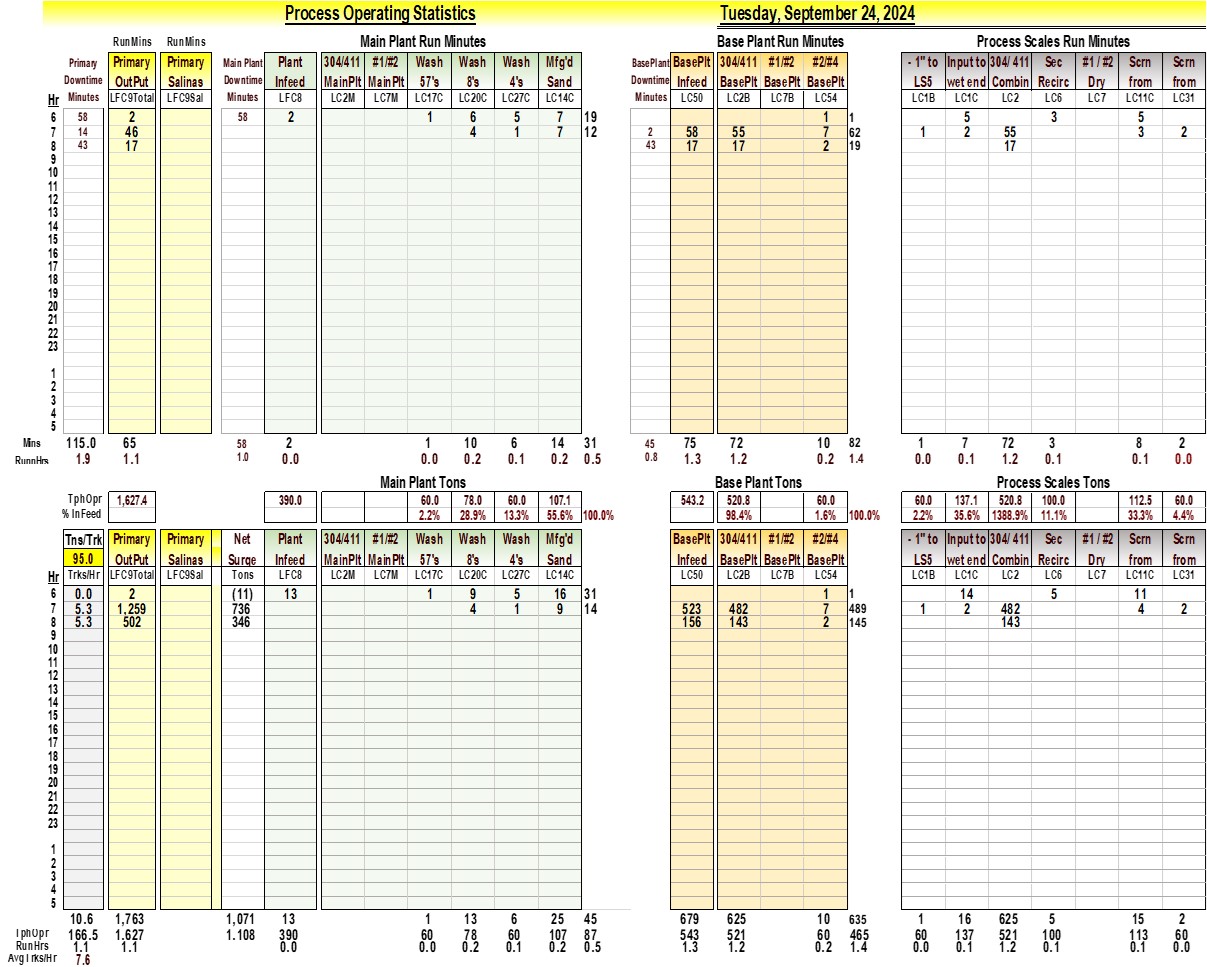 Process Operating Statistics Tuesday, September 24, 2024
RunMins RunMins Main Plant Run Minutes Base Plant Run Minutes Process Scales Run Minutes
Primary Primary Primary Main Plant Plant 304/411 #1/#2 Wash Wash Wash Mfg'd BasePlant BasePlt 304/411 #1/#2 #2/#4 - 1" to Input to 304/ 411 Sec #1 / #2 Scrn Scrn
Downtime OutPut Salinas Downtime Infeed MainPlt MainPlt 57's 8's 4's Sand Downtime Infeed BasePlt BasePlt BasePlt LS5 wet end Combin Recirc Dry from from
Hr Minutes LFC9Total LFC9Sal Minutes LFC8 LC2M LC7M LC17C LC20C LC27C LC14C Minutes LC50 LC2B LC7B LC54 LC1B LC1C LC2 LC6 LC7 LC11C LC31
6 58 2 58 2 1 6 5 7 19 1 1 5 3 5
7 14 46 4 1 7 12 2 58 55 7 62 1 2 55 3 2
8 43 17 43 17 17 2 19 17
9
10
11
12
13
14
15
16
17
18
19
20
21
22
23
1
2
3
4
5
Mins 115.0 65 58 2 1 10 6 14 31 45 75 72 10 82 1 7 72 3 8 2
RunnHrs 1.9 1.1 1.0 0.0 0.0 0.2 0.1 0.2 0.5 0.8 1.3 1.2 0.2 1.4 0.0 0.1 1.2 0.1 0.1 0.0
Main Plant Tons Base Plant Tons Process Scales Tons
TphOpr 1,627.4 390.0 60.0 78.0 60.0 107.1 543.2 520.8 60.0 60.0 137.1 520.8 100.0 112.5 60.0
% InFeed 2.2% 28.9% 13.3% 55.6% 100.0% 98.4% 1.6% 100.0% 2.2% 35.6% 1388.9% 11.1% 33.3% 4.4%
Tns/Trk Primary Primary Net Plant 304/411 #1/#2 Wash Wash Wash Mfg'd BasePlt 304/411 #1/#2 #2/#4 - 1" to Input to 304/ 411 Sec #1 / #2 Scrn Scrn
95.0 OutPut Salinas Surge Infeed MainPlt MainPlt 57's 8's 4's Sand Infeed BasePlt BasePlt BasePlt LS5 wet end Combin Recirc Dry from from
Hr Trks/Hr LFC9Total LFC9Sal Tons LFC8 LC2M LC7M LC17C LC20C LC27C LC14C LC50 LC2B LC7B LC54 LC1B LC1C LC2 LC6 LC7 LC11C LC31
6 0.0 2 (11) 13 1 9 5 16 31 1 1 14 5 11
7 5.3 1,259 736 4 1 9 14 523 482 7 489 1 2 482 4 2
8 5.3 502 346 156 143 2 145 143
9
10
11
12
13
14
15
16
17
18
19
20
21
22
23
1
2
3
4
5
10.6 1,763 1,071 13 1 13 6 25 45 679 625 10 635 1 16 625 5 15 2
TphOpr 166.5 1,627 1.108 390 60 78 60 107 87 543 521 60 465 60 137 521 100 113 60
RunHrs 1.1 1.1 0.0 0.0 0.2 0.1 0.2 0.5 1.3 1.2 0.2 1.4 0.0 0.1 1.2 0.1 0.1 0.0
AvgTrks/Hr 7.6